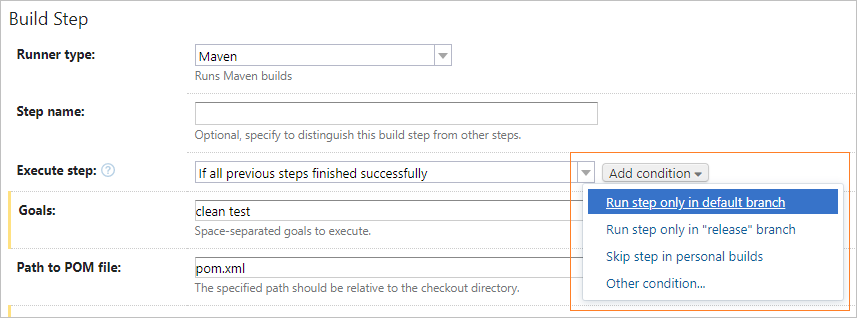 Build Step
Runner type:
Maven
Runs Maven builds
Step name:
Optional, specify to distinguish this build step from other steps.
Execute step:
If all previous steps finished successfully
Add condition
Run step only in default branch
Run step only in "release" branch
Skip step in personal builds
Other condition...
Goals:
clean test
Space-separated goals to execute.
Path to POM file:
pom.xml
The specified path should be relative to the checkout directory.